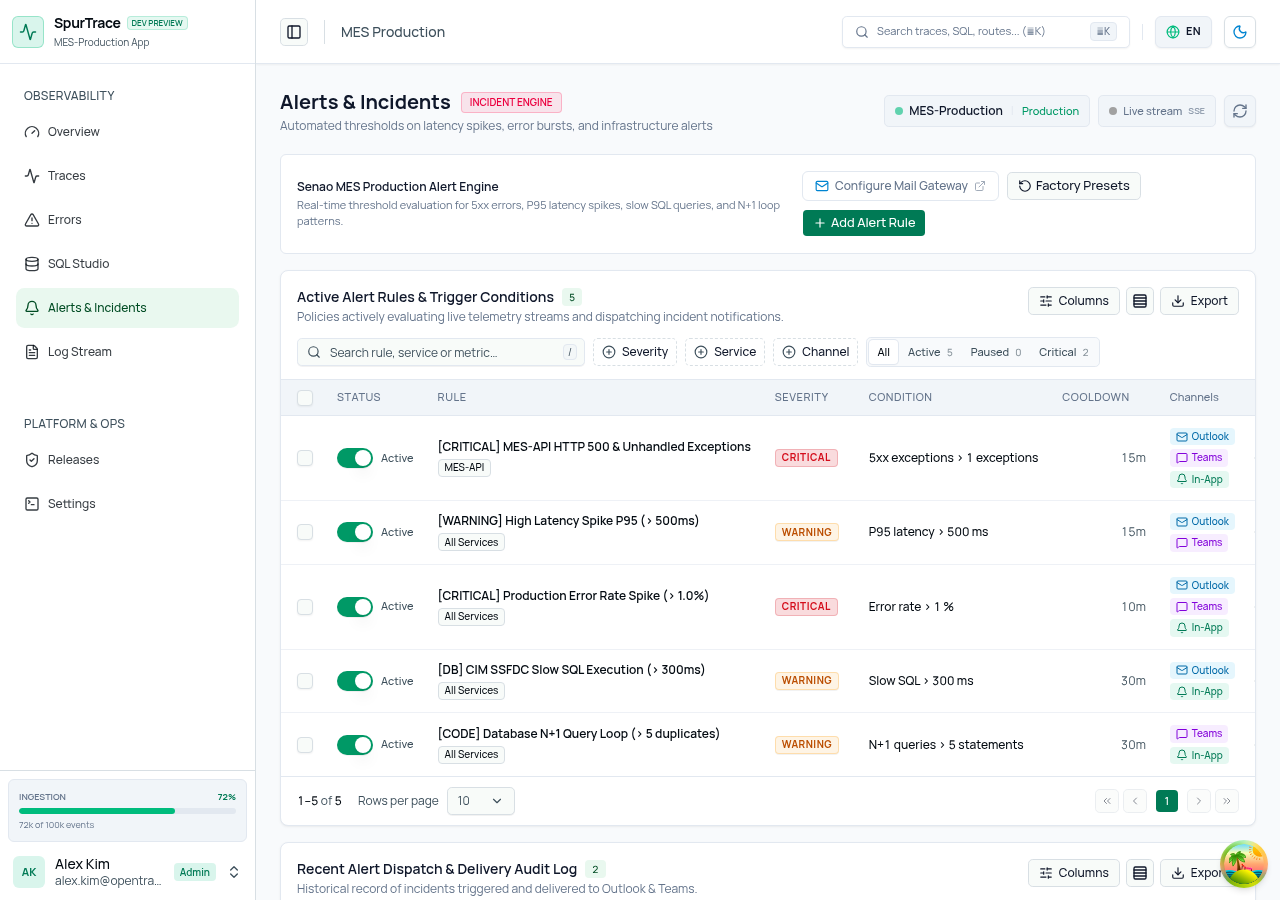 SpurTrace DEV PREVIEW
MES-Production App
OBSERVABILITY
Overview
Traces
Errors
SQL Studio
Alerts & Incidents
Log Stream
PLATFORM & OPS
Releases
Settings
INGESTION 72%
72k of 100k events
AK Alex Kim
alex.kim@opentra... Admin
MES Production
Search traces, SQL, routes... (⌘K) ⌘K
EN
Alerts & Incidents INCIDENT ENGINE
Automated thresholds on latency spikes, error bursts, and infrastructure alerts
MES-Production Production
Live stream SSE
Senao MES Production Alert Engine
Real-time threshold evaluation for 5xx errors, P95 latency spikes, slow SQL queries, and N+1 loop
patterns.
Configure Mail Gateway
Factory Presets
Add Alert Rule
Active Alert Rules & Trigger Conditions 5
Policies actively evaluating live telemetry streams and dispatching incident notifications.
Columns
Export
Search rule, service or metric... /
Severity
Service
Channel
All Active 5 Paused 0 Critical 2
STATUS RULE SEVERITY CONDITION COOLDOWN Channels
Active [CRITICAL] MES-API HTTP 500 & Unhandled Exceptions
MES-API
CRITICAL 5xx exceptions > 1 exceptions 15m
Outlook
Teams
In-App
Active [WARNING] High Latency Spike P95 (> 500ms)
All Services
WARNING P95 latency > 500 ms 15m
Outlook
Teams
Active [CRITICAL] Production Error Rate Spike (> 1.0%)
All Services
CRITICAL Error rate > 1 % 10m
Outlook
Teams
In-App
Active [DB] CIM SSFDC Slow SQL Execution (> 300ms)
All Services
WARNING Slow SQL > 300 ms 30m
Outlook
In-App
Active [CODE] Database N+1 Query Loop (> 5 duplicates)
All Services
WARNING N+1 queries > 5 statements 30m
Teams
In-App
1–5 of 5 Rows per page 10
« ‹ 1 › »
Recent Alert Dispatch & Delivery Audit Log 2
Historical record of incidents triggered and delivered to Outlook & Teams.
Columns
Export